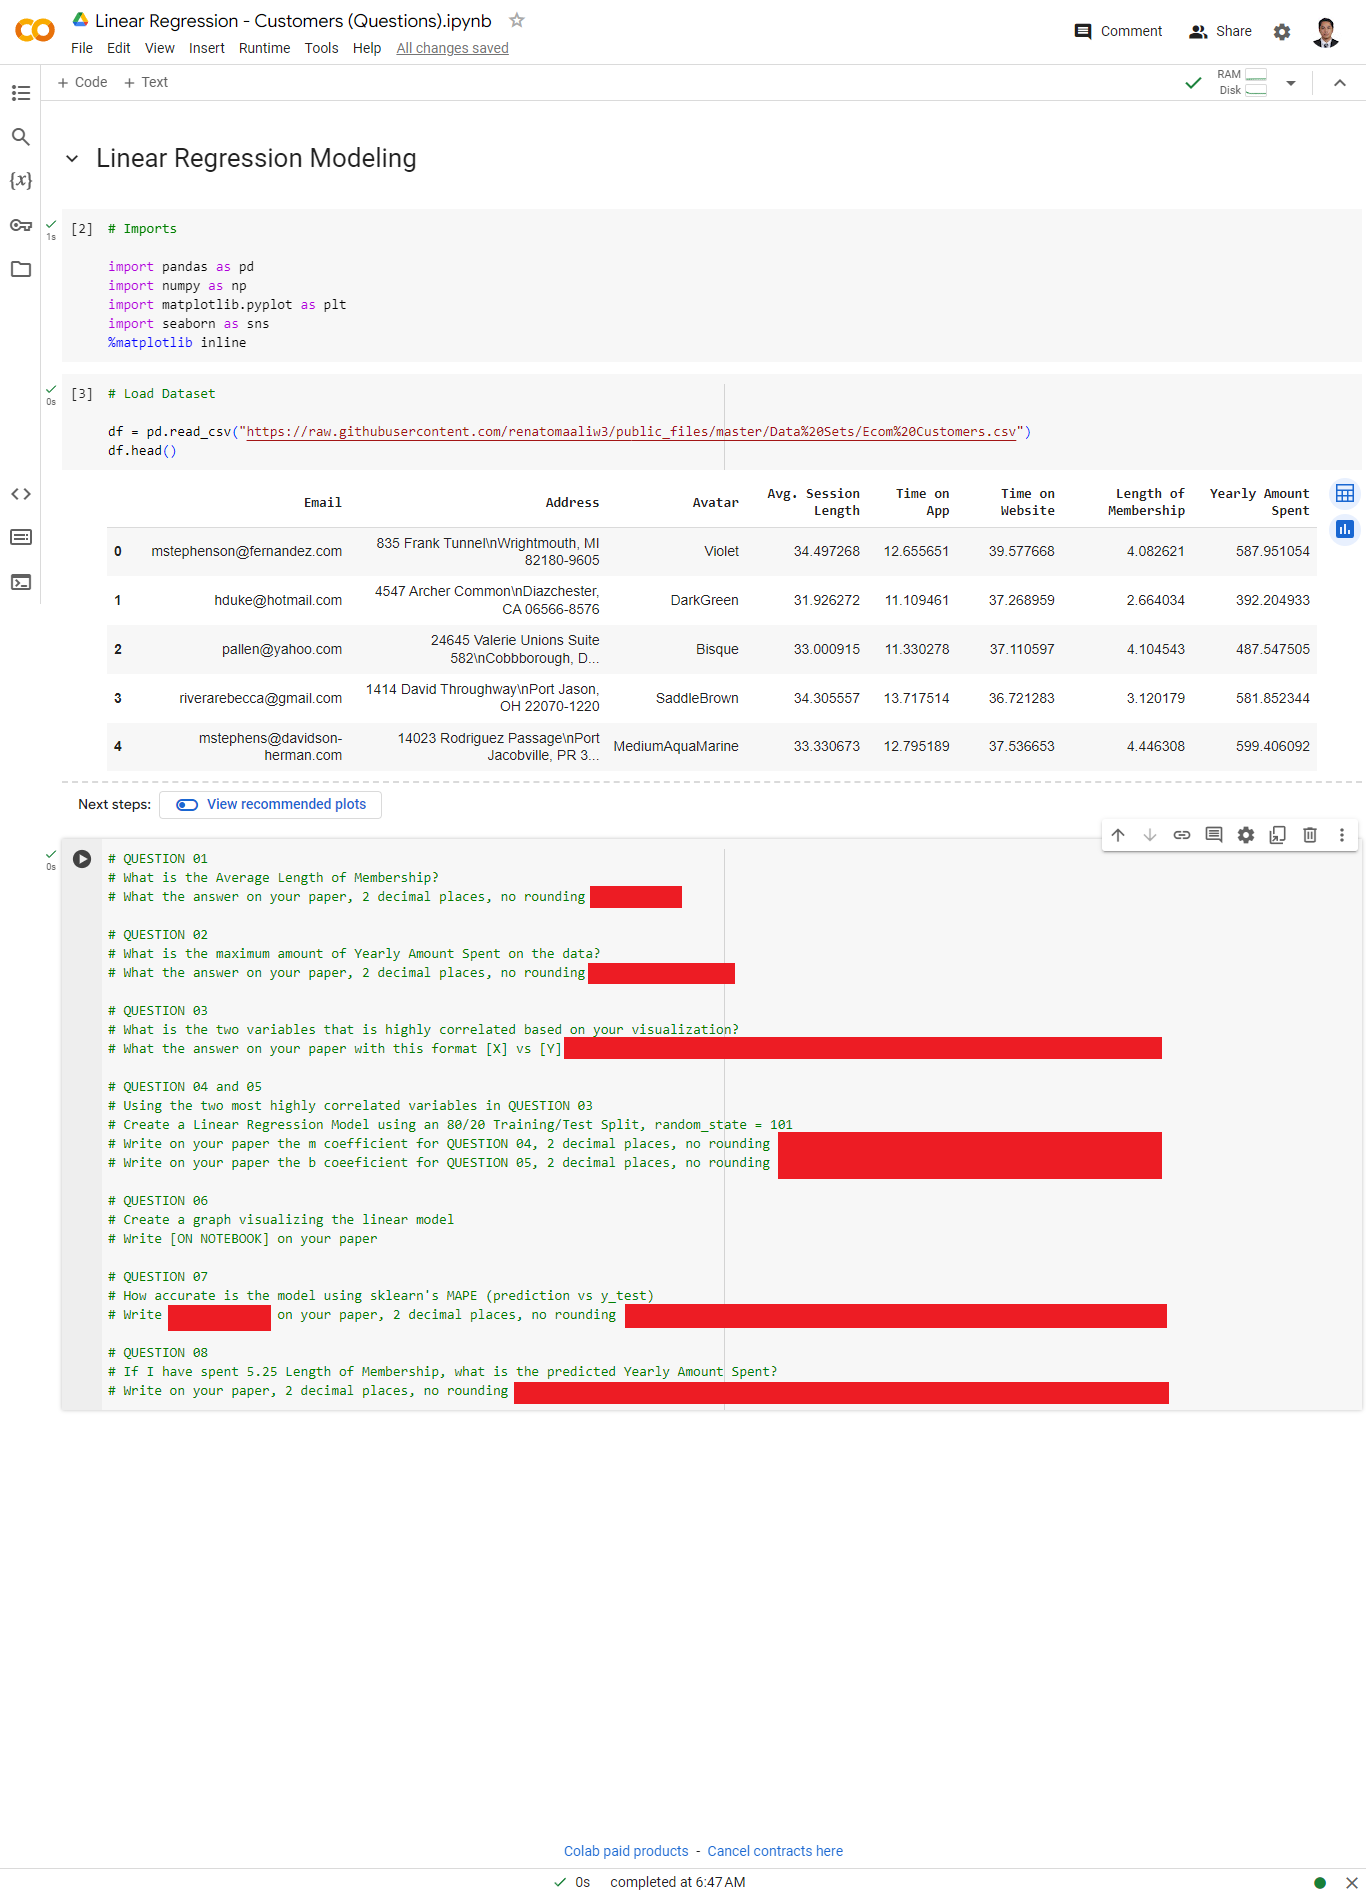 Linear Regression - Customers (Questions).ipynb
File Edit View Insert Runtime Tools Help All changes saved
Comment Share
+ Code + Text
RAM
Disk
Linear Regression Modeling
[2] # Imports
1s
import pandas as pd
import numpy as np
import matplotlib.pyplot as plt
import seaborn as sns
%matplotlib inline
[3] # Load Dataset
0s
df = pd.read_csv("https://raw.githubusercontent.com/renatomaaliw3/public_files/master/Data%20Sets/Ecom%20Customers.csv")
df.head()
Email Address Avatar Avg. Session Length Time on App Time on Website Length of Membership Yearly Amount Spent
0 mstephenson@fernandez.com 835 Frank Tunnel\nWrightmouth, MI 82180-9605 Violet 34.497268 12.655651 39.577668 4.082621 587.951054
1 hduke@hotmail.com 4547 Archer Common\nDiazchester, CA 06566-8576 DarkGreen 31.926272 11.109461 37.268959 2.664034 392.204933
2 pallen@yahoo.com 24645 Valerie Unions Suite 582\nCobbborough, D... Bisque 33.000915 11.330278 37.110597 4.104543 487.547505
3 riverarebecca@gmail.com 1414 David Throughway\nPort Jason, OH 22070-1220 SaddleBrown 34.305557 13.717514 36.721283 3.120179 581.852344
4 mstephens@davidson-herman.com 14023 Rodriguez Passage\nPort Jacobville, PR 3... MediumAquaMarine 33.330673 12.795189 37.536653 4.446308 599.406092
Next steps: View recommended plots
0s
# QUESTION 01
# What is the Average Length of Membership?
# What the answer on your paper, 2 decimal places, no rounding
# QUESTION 02
# What is the maximum amount of Yearly Amount Spent on the data?
# What the answer on your paper, 2 decimal places, no rounding
# QUESTION 03
# What is the two variables that is highly correlated based on your visualization?
# What the answer on your paper with this format [X] vs [Y]
# QUESTION 04 and 05
# Using the two most highly correlated variables in QUESTION 03
# Create a Linear Regression Model using an 80/20 Training/Test Split, random_state = 101
# Write on your paper the m coefficient for QUESTION 04, 2 decimal places, no rounding
# Write on your paper the b coeeficient for QUESTION 05, 2 decimal places, no rounding
# QUESTION 06
# Create a graph visualizing the linear model
# Write [ON NOTEBOOK] on your paper
# QUESTION 07
# How accurate is the model using sklearn's MAPE (prediction vs y_test)
# Write on your paper, 2 decimal places, no rounding
# QUESTION 08
# If I have spent 5.25 Length of Membership, what is the predicted Yearly Amount Spent?
# Write on your paper, 2 decimal places, no rounding
Colab paid products - Cancel contracts here
0s completed at 6:47 AM